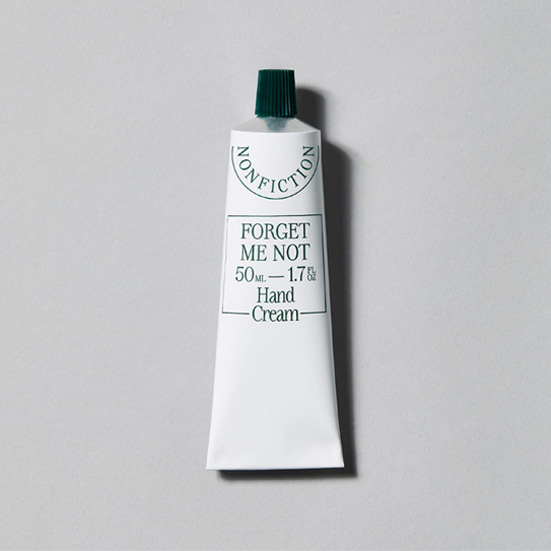 NONFICTION
FORGET
ME NOT
50ML—1.7FL OZ
Hand
Cream